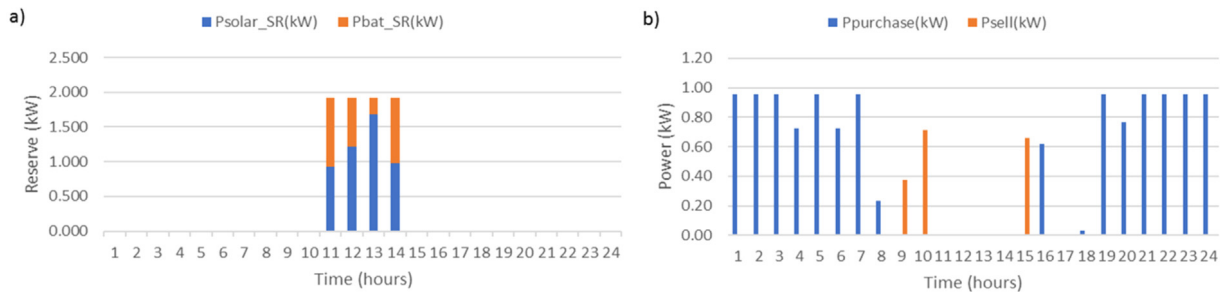 a)
Psolar_SR(kW) Pbat_SR(kW)
2.500
2.000
1.500
1.000
0.500
0.000
Reserve (kW)
1 2 3 4 5 6 7 8 9 10 11 12 13 14 15 16 17 18 19 20 21 22 23 24
Time (hours)
b)
Ppurchase(kW) Psell(kW)
1.20
1.00
0.80
0.60
0.40
0.20
0.00
Power (kW)
1 2 3 4 5 6 7 8 9 10 11 12 13 14 15 16 17 18 19 20 21 22 23 24
Time (hours)